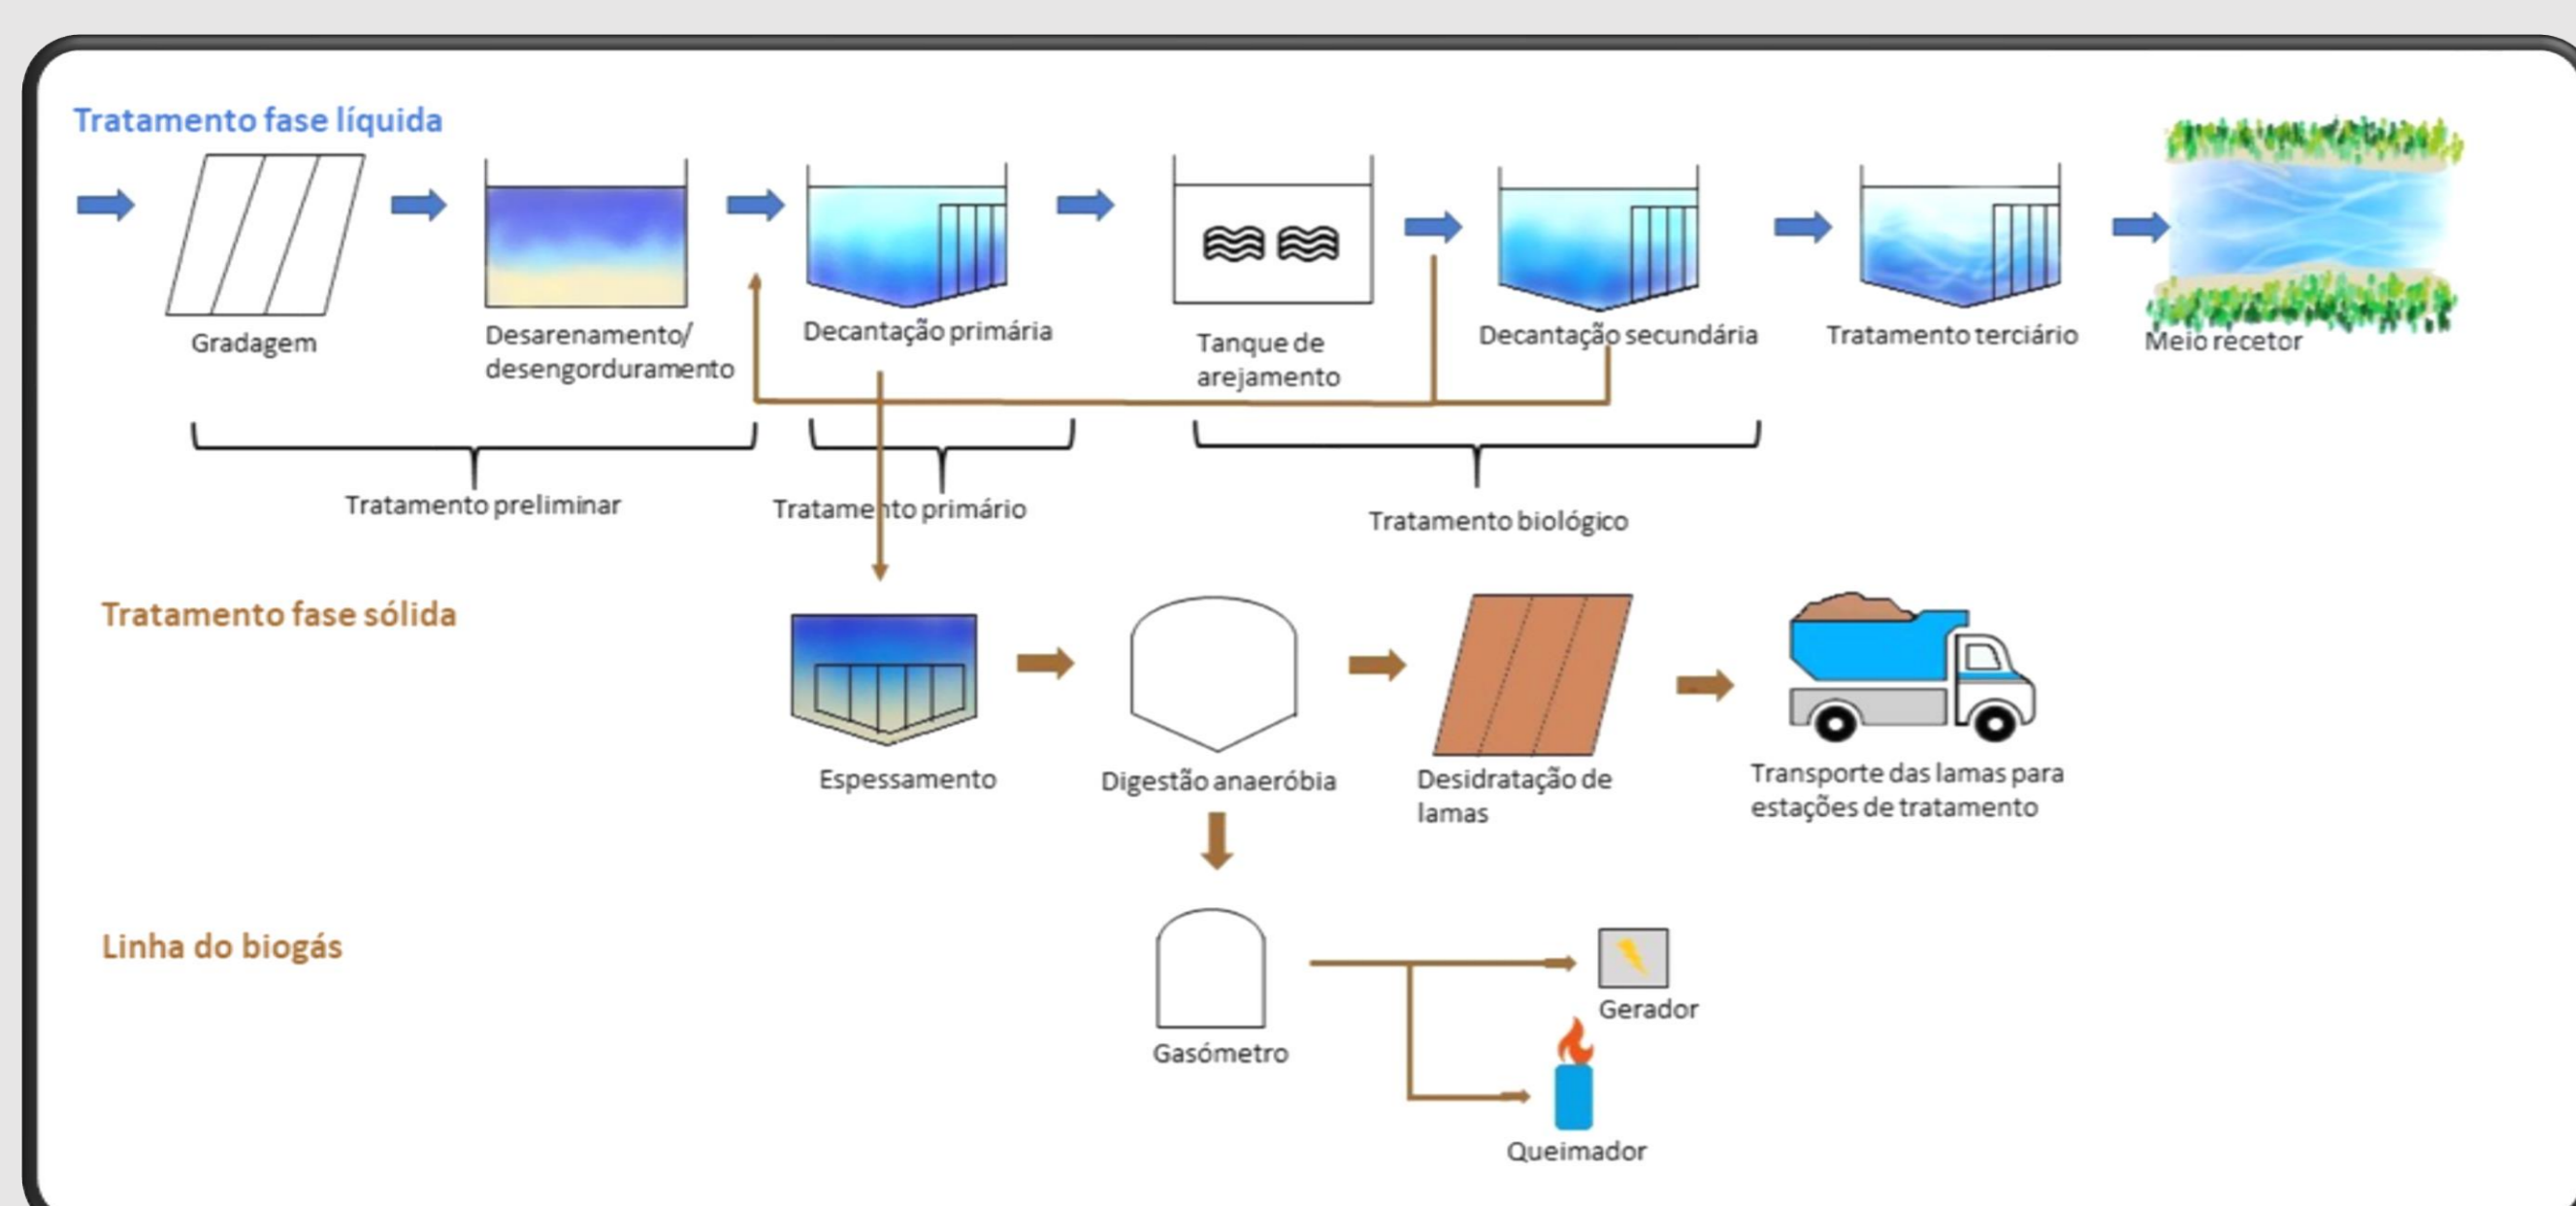 Tratamento fase líquida
Gradagem
Desarenamento/
desengorduramento
Decantação primária
Tanque de
arejamento
Decantação secundária
Tratamento terciário
Meio recetor
Tratamento preliminar
Tratamento primário
Tratamento biológico
Tratamento fase sólida
Espessamento
Digestão anaeróbia
Desidratação de
lamas
Transporte das lamas para
estações de tratamento
Linha do biogás
Gasómetro
Gerador
Queimador